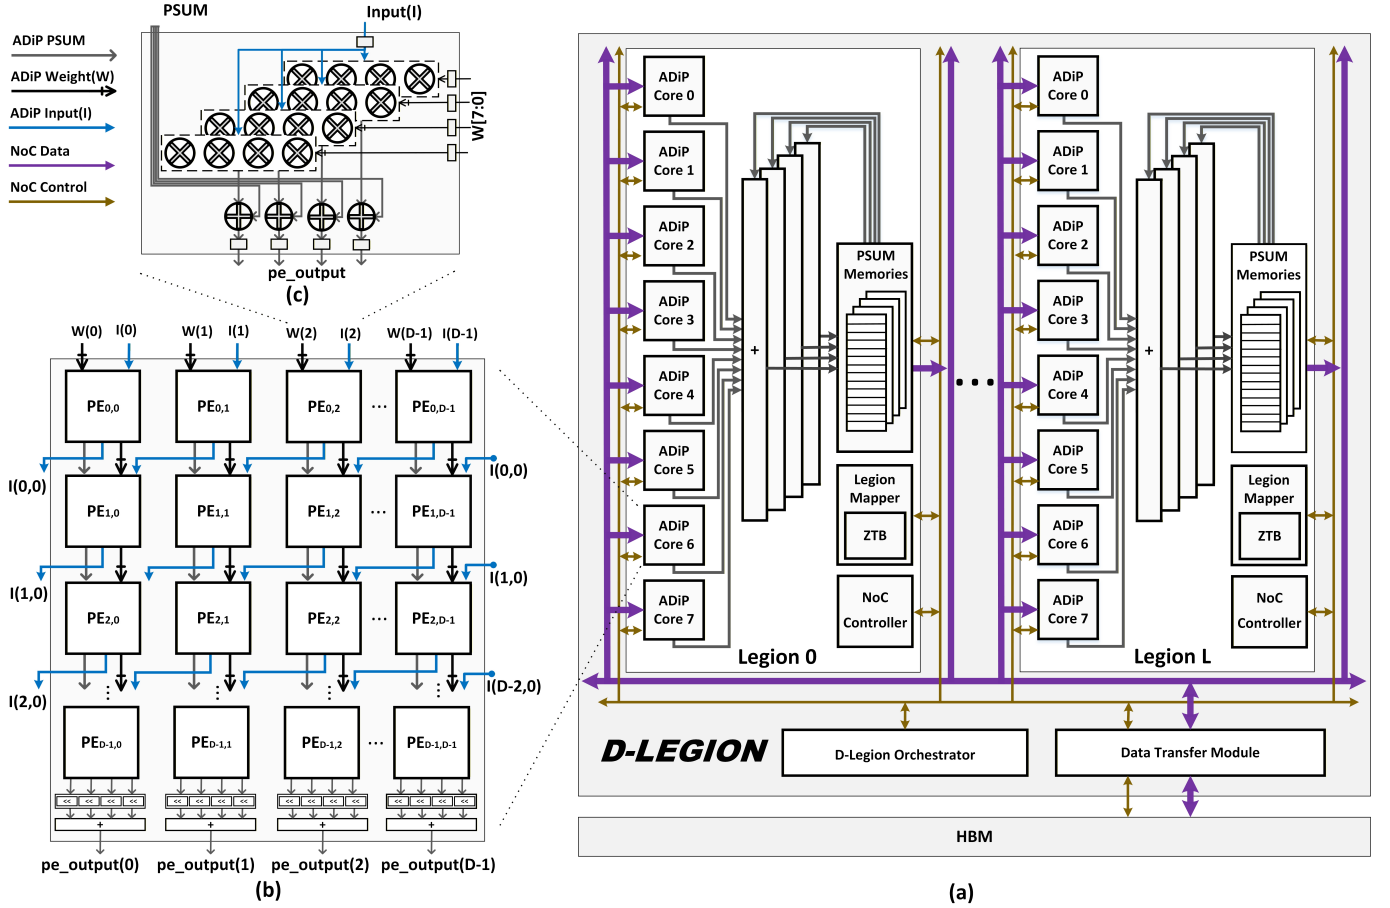 PSUM
Input(I)
ADiP PSUM
ADiP Weight(W)
ADiP Input(I)
NoC Data
NoC Control
W[7:0]
pe_output
(c)
W(0) I(0) W(1) I(1) W(2) I(2) W(D-1) I(D-1)
PE0,0 PE0,1 PE0,2 ... PE0,D-1
I(0,0) I(0,0)
PE1,0 PE1,1 PE1,2 ... PE1,D-1
I(1,0) I(1,0)
PE2,0 PE2,1 PE2,2 ... PE2,D-1
I(2,0) I(D-2,0)
PED-1,0 PED-1,1 PED-1,2 ... PED-1,D-1
<< << << << << << << << << << << << << << << <<
+ + + +
pe_output(0) pe_output(1) pe_output(2) pe_output(D-1)
(b)
ADiP
Core 0
ADiP
Core 1
ADiP
Core 2
ADiP
Core 3
ADiP
Core 4
ADiP
Core 5
ADiP
Core 6
ADiP
Core 7
+
PSUM
Memories
Legion
Mapper
ZTB
NoC
Controller
Legion 0
...
ADiP
Core 0
ADiP
Core 1
ADiP
Core 2
ADiP
Core 3
ADiP
Core 4
ADiP
Core 5
ADiP
Core 6
ADiP
Core 7
+
PSUM
Memories
Legion
Mapper
ZTB
NoC
Controller
Legion L
D-LEGION
D-Legion Orchestrator
Data Transfer Module
HBM
(a)